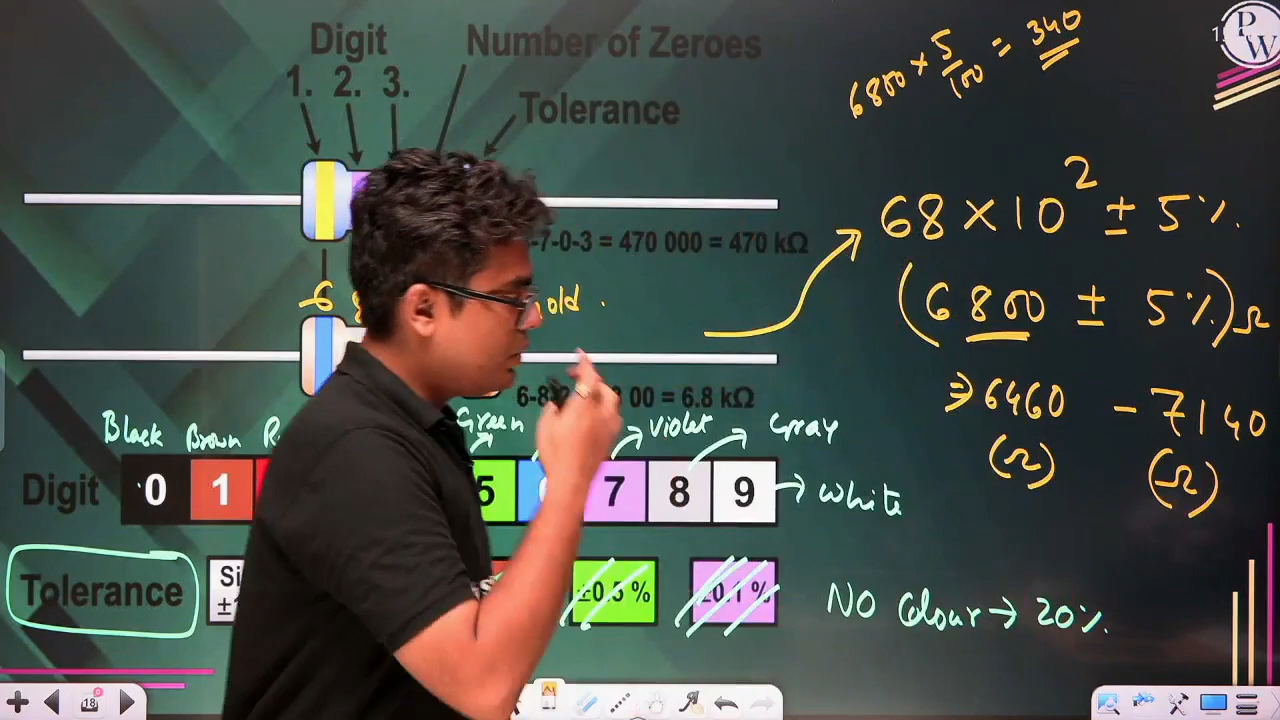 Digit
Number of Zeroes
1. 2. 3.
Tolerance
6800 × 5/100 = 340
PW
68 × 10² ± 5%.
-7-0-3 = 470 000 = 470 kΩ
6
old .
(6800 ± 5%)Ω
00 = 6.8 kΩ
⇒ 6460 - 7140
(Ω) (Ω)
Black Brown Green Violet Gray
Digit 0 1 5 7 8 9 → White
Tolerance ±0.5 % ±0.1 %
NO Colour → 20%.
18